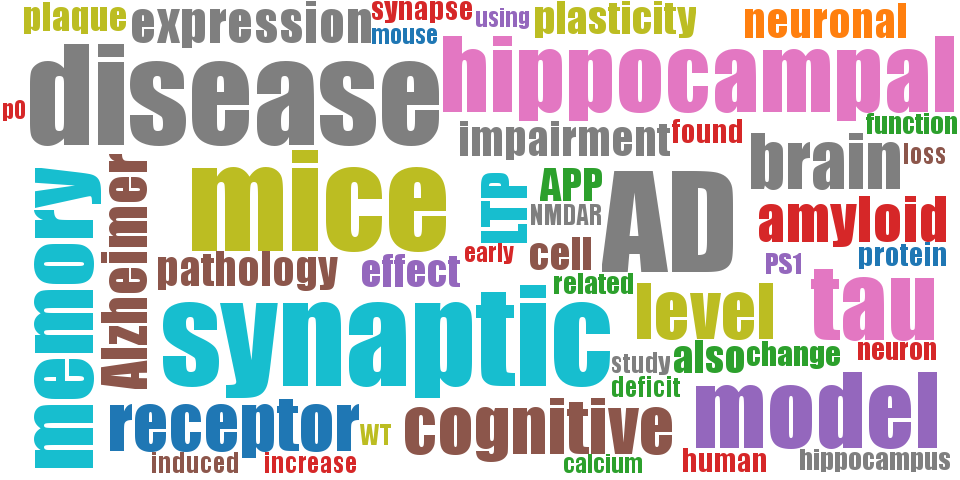 plaque
expression
synapse
mouse
using
plasticity
neuronal
p0
disease
hippocampal
function
impairment
found
brain
loss
memory
Alzheimer
mice
LTP
APP
NMDAR
AD
amyloid
pathology
effect
early
cell
related
PS1
protein
synaptic
level
tau
study
also
change
neuron
deficit
receptor
WT
cognitive
model
induced
increase
calcium
human
hippocampus